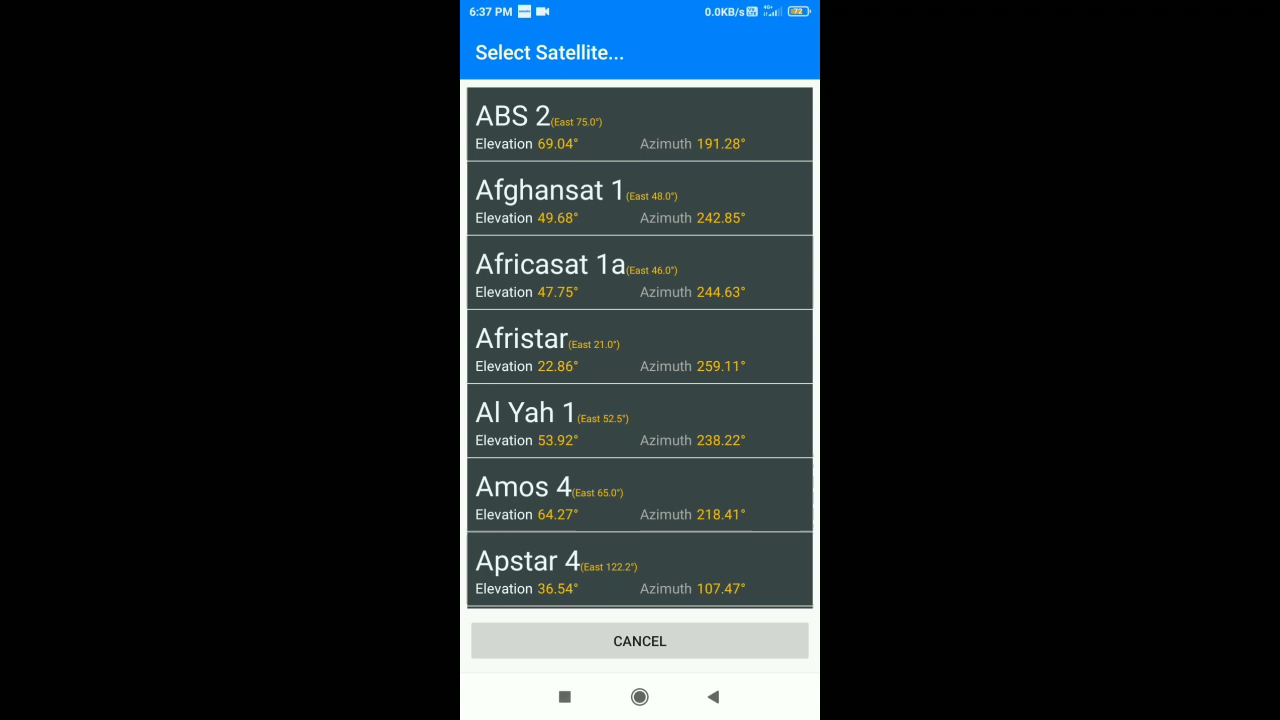 6:37 PM 0.0KB/s 4G+ 72
Select Satellite...
ABS 2(East 75.0°)
Elevation 69.04° Azimuth 191.28°
Afghansat 1(East 48.0°)
Elevation 49.68° Azimuth 242.85°
Africasat 1a(East 46.0°)
Elevation 47.75° Azimuth 244.63°
Afristar(East 21.0°)
Elevation 22.86° Azimuth 259.11°
Al Yah 1(East 52.5°)
Elevation 53.92° Azimuth 238.22°
Amos 4(East 65.0°)
Elevation 64.27° Azimuth 218.41°
Apstar 4(East 122.2°)
Elevation 36.54° Azimuth 107.47°
CANCEL